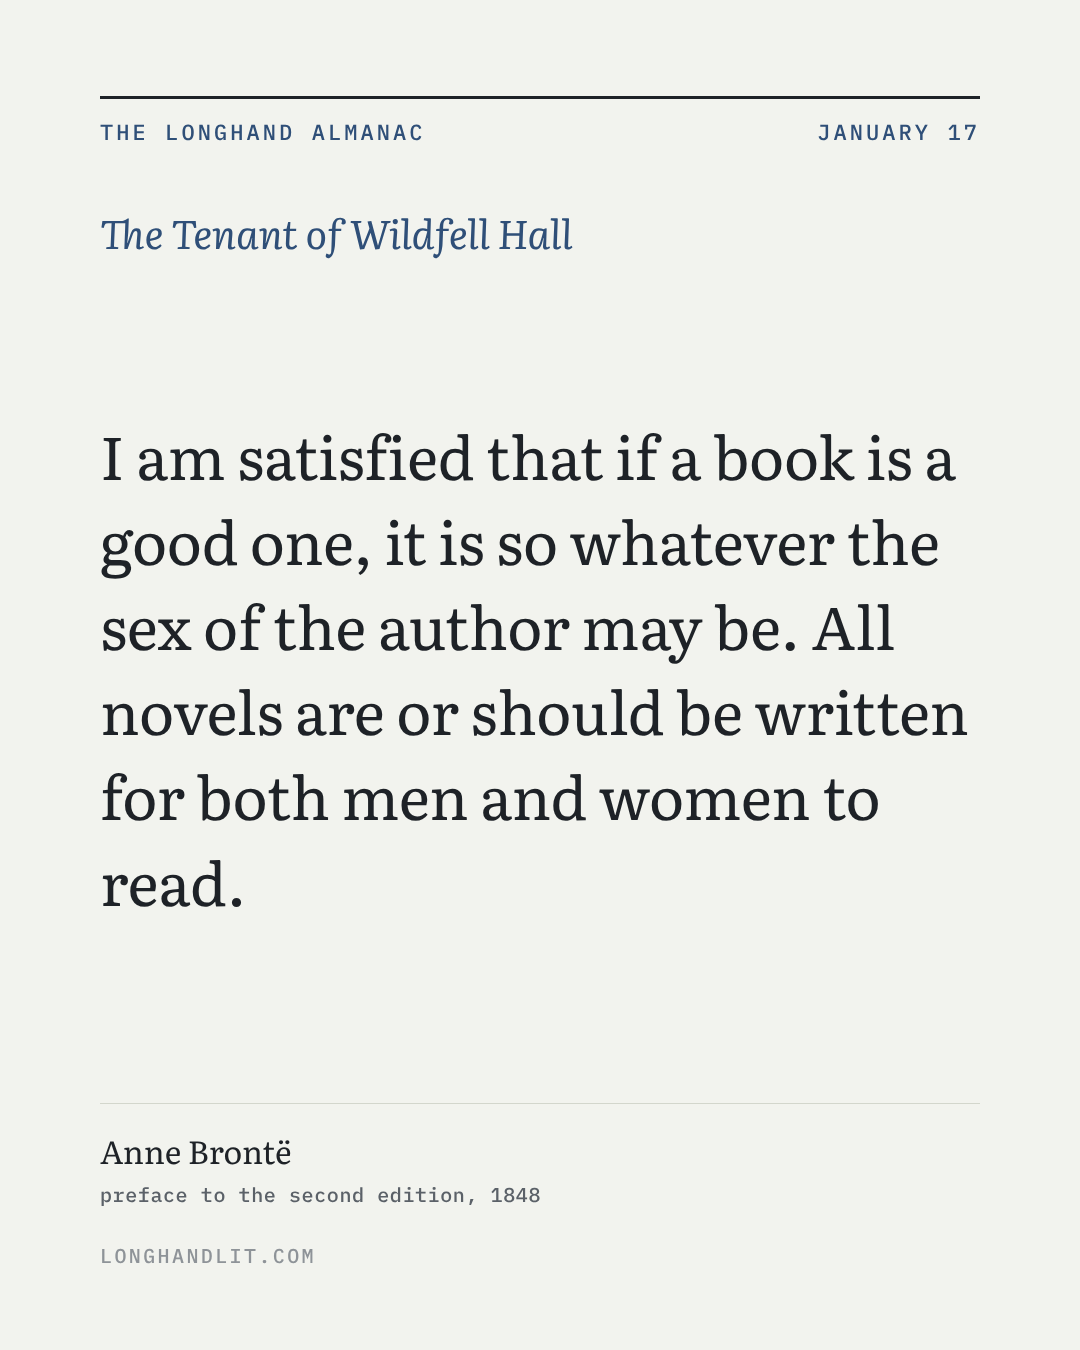 THE LONGHAND ALMANAC
JANUARY 17
The Tenant of Wildfell Hall
I am satisfied that if a book is a
good one, it is so whatever the
sex of the author may be. All
novels are or should be written
for both men and women to
read.
Anne Brontë
preface to the second edition, 1848
LONGHANDLIT.COM